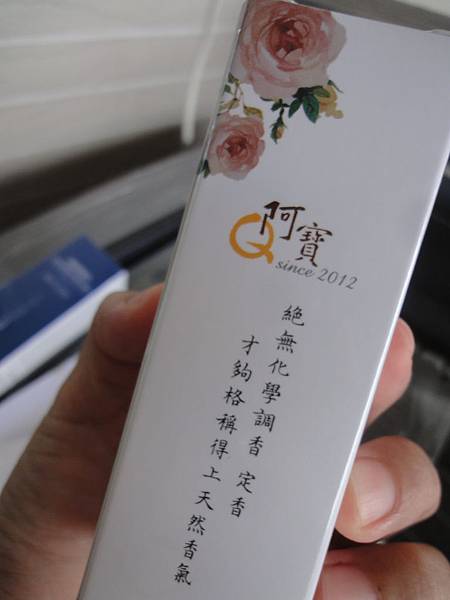 阿寶
since 2012
絕無化學調香 定香
才夠格稱得上天然香氣